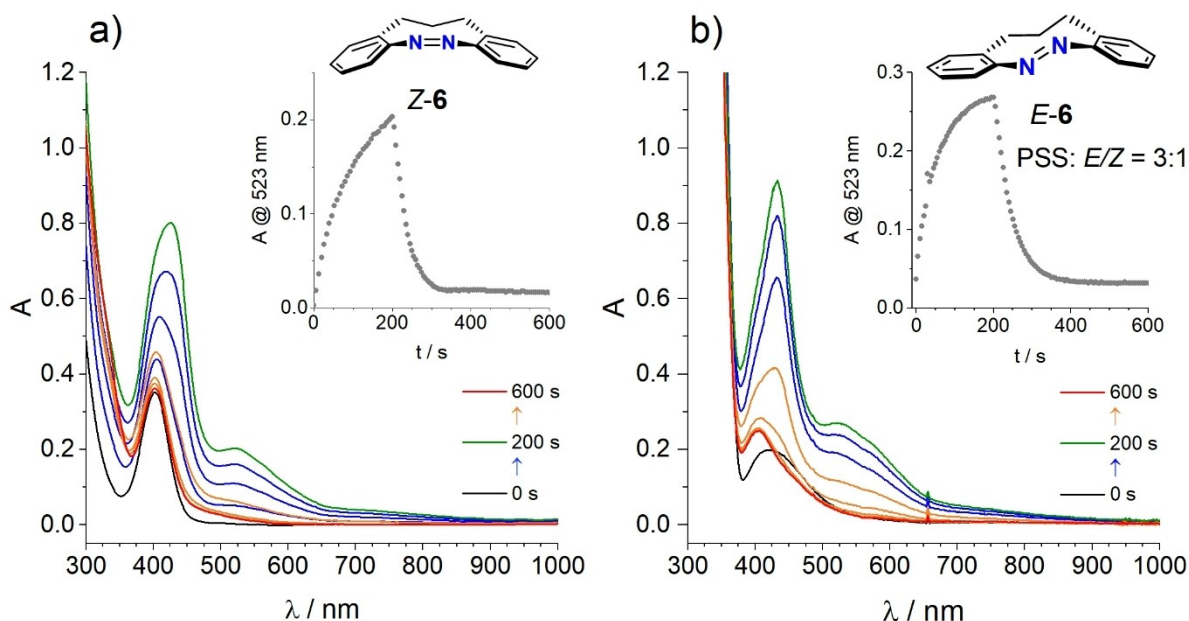 a)
N=N
Z-6
A @ 523 nm
0.2
0.1
0.0
0 200 400 600
t / s
A
1.2
1.0
0.8
0.6
0.4
0.2
0.0
600 s
↑
200 s
↑
0 s
300 400 500 600 700 800 900 1000
λ / nm
b)
N=N
E-6
PSS: E/Z = 3:1
A @ 523 nm
0.3
0.2
0.1
0.0
0 200 400 600
t / s
A
1.2
1.0
0.8
0.6
0.4
0.2
0.0
600 s
↑
200 s
↑
0 s
300 400 500 600 700 800 900 1000
λ / nm